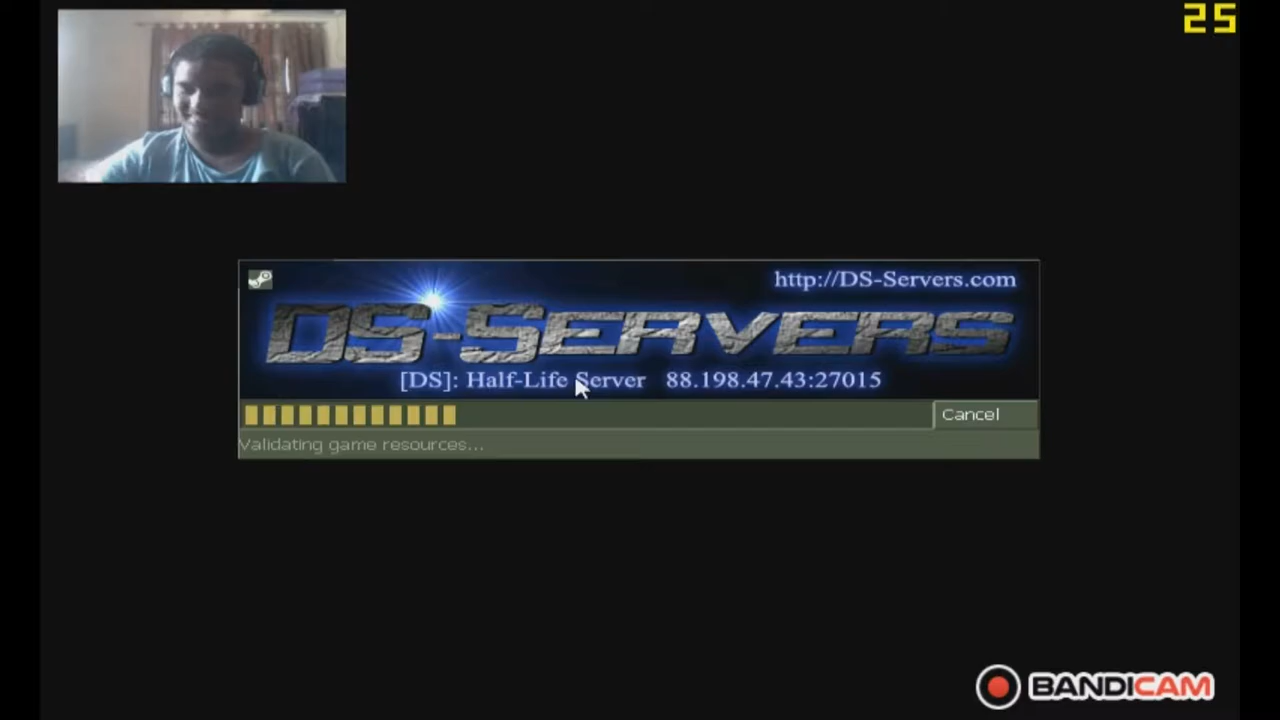 25
http://DS-Servers.com
DS-SERVERS
[DS]: Half-Life Server 88.198.47.43:27015
Cancel
Validating game resources...
BANDICAM